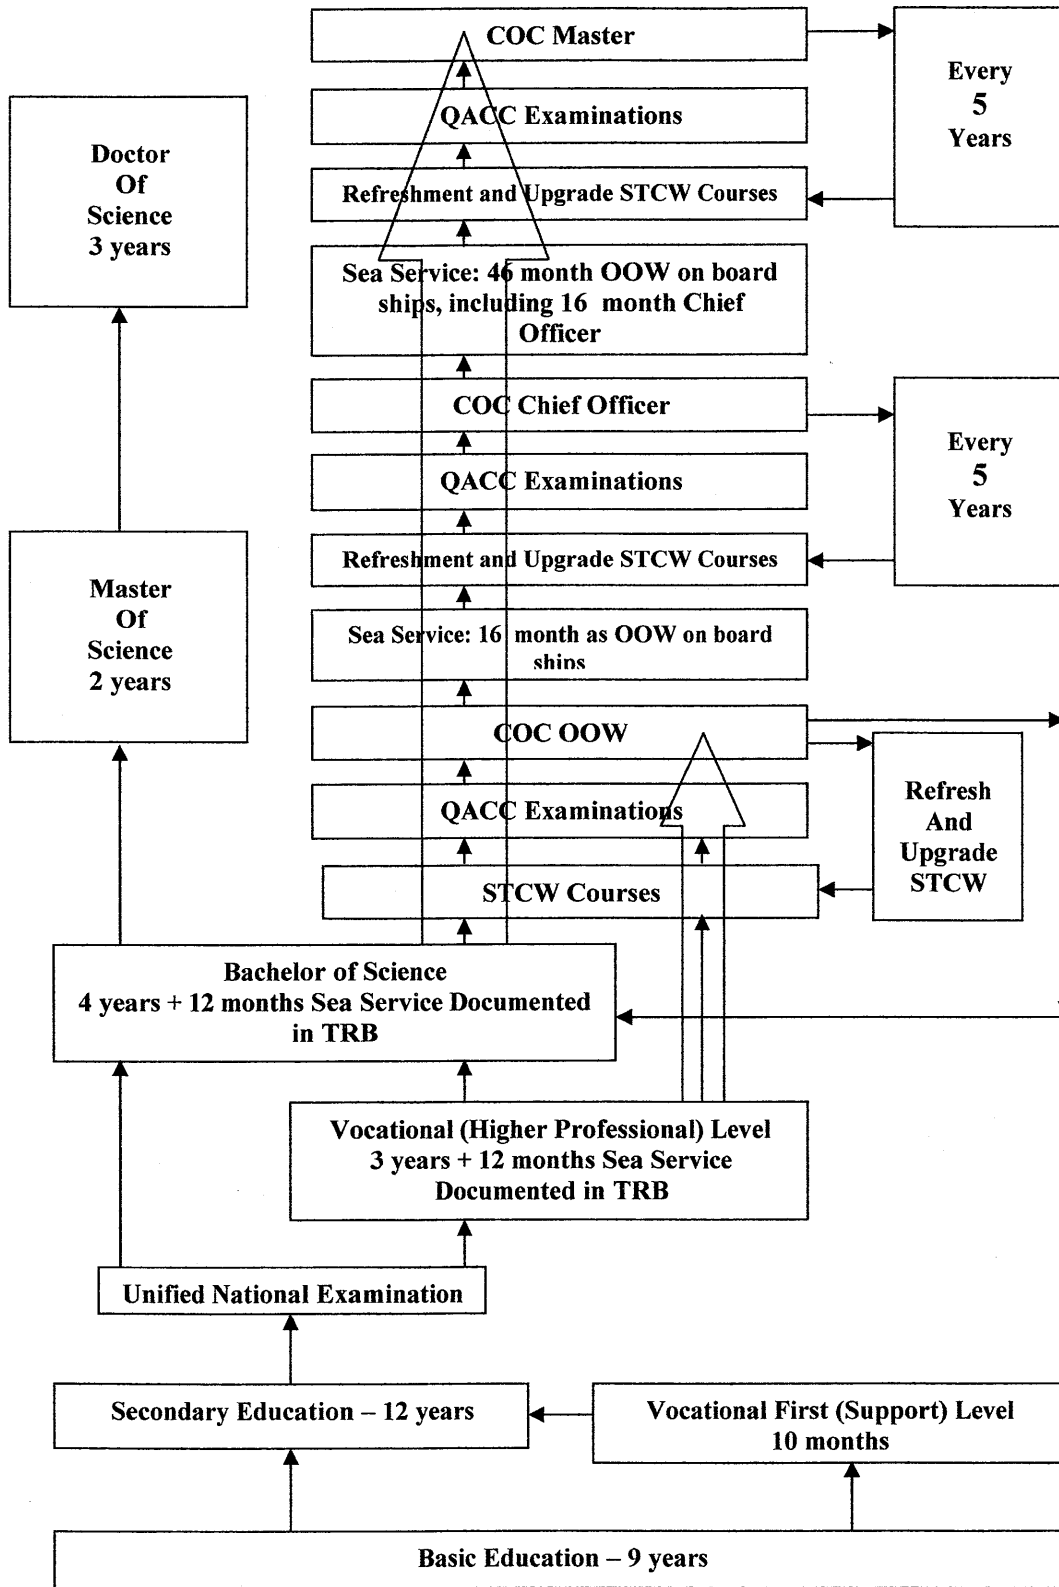 COC Master
Every
5
Years
QACC Examinations
Doctor
Of
Science
3 years
Refreshment and Upgrade STCW Courses
Sea Service: 46 month OOW on board
ships, including 16 month Chief
Officer
COC Chief Officer
Every
5
Years
QACC Examinations
Refreshment and Upgrade STCW Courses
Master
Of
Science
2 years
Sea Service: 16 month as OOW on board
ships
COC OOW
QACC Examinations
Refresh
And
Upgrade
STCW
STCW Courses
Bachelor of Science
4 years + 12 months Sea Service Documented
in TRB
Vocational (Higher Professional) Level
3 years + 12 months Sea Service
Documented in TRB
Unified National Examination
Secondary Education – 12 years
Vocational First (Support) Level
10 months
Basic Education – 9 years